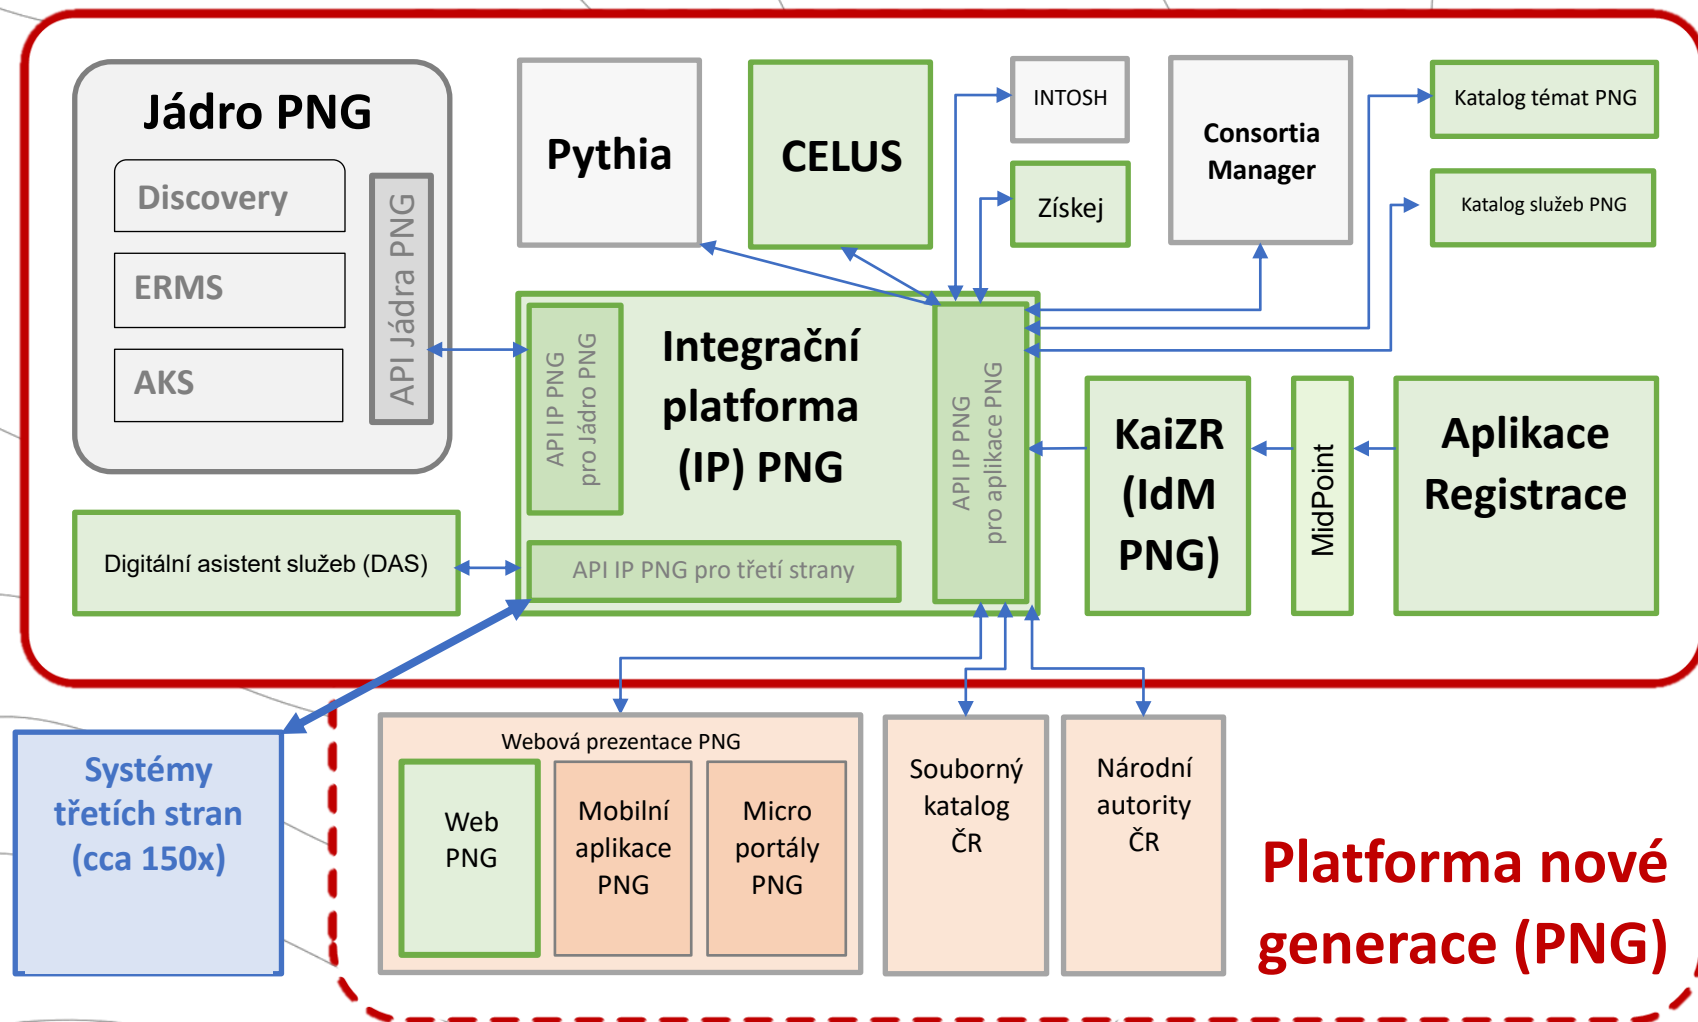 Jádro PNG
Discovery
ERMS
AKS
API Jádra PNG
Pythia
CELUS
INTOSH
Získej
Consortia
Manager
Katalog témat PNG
Katalog služeb PNG
API IP PNG
pro Jádro PNG
Integrační
platforma
(IP) PNG
API IP PNG
pro aplikace PNG
API IP PNG pro třetí strany
KaiZR
(IdM
PNG)
MidPoint
Aplikace
Registrace
Digitální asistent služeb (DAS)
Systémy
třetích stran
(cca 150x)
Webová prezentace PNG
Web
PNG
Mobilní
aplikace
PNG
Micro
portály
PNG
Souborný
katalog
ČR
Národní
autority
ČR
Platforma nové
generace (PNG)